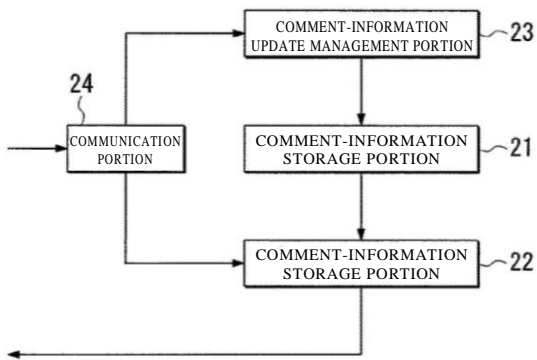 COMMENT-INFORMATION
UPDATE MANAGEMENT PORTION
23
24
COMMUNICATION
PORTION
COMMENT-INFORMATION
STORAGE PORTION
21
COMMENT-INFORMATION
STORAGE PORTION
22